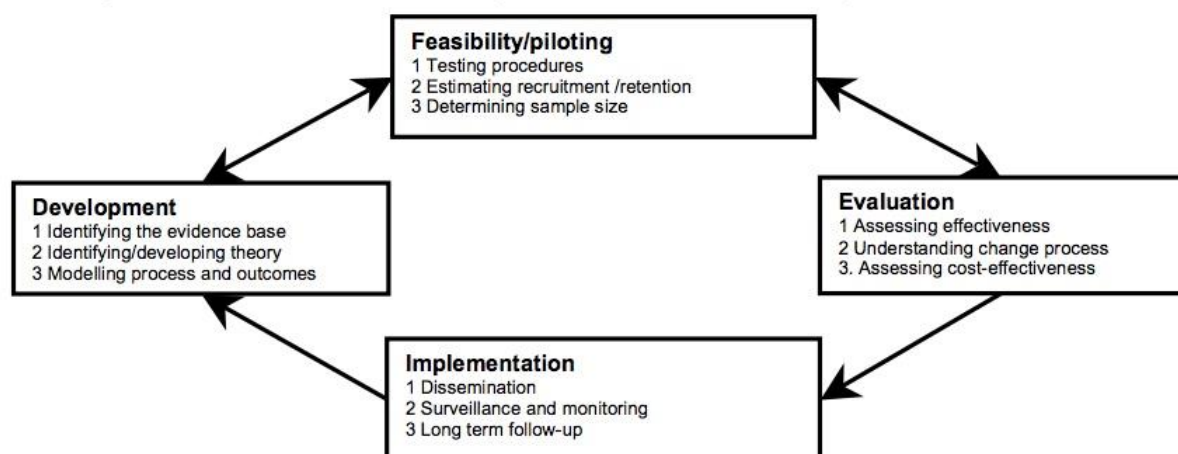 Feasibility/piloting
1 Testing procedures
2 Estimating recruitment /retention
3 Determining sample size
Development
1 Identifying the evidence base
2 Identifying/developing theory
3 Modelling process and outcomes
Evaluation
1 Assessing effectiveness
2 Understanding change process
3. Assessing cost-effectiveness
Implementation
1 Dissemination
2 Surveillance and monitoring
3 Long term follow-up